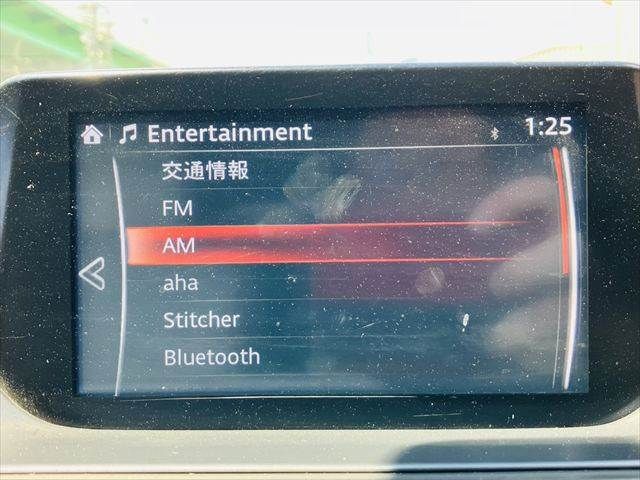 Entertainment 1:25
交通情報
FM
AM
aha
Stitcher
Bluetooth